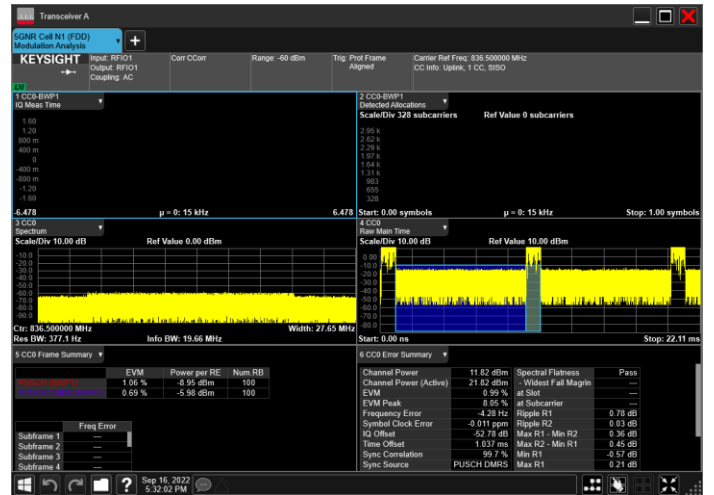 Transceiver A
5GNR Cell N1 (FDD)
Modulation Analysis
KEYSIGHT
Input: RFIO1
Output: RFIO1
Coupling: AC
Corr CCorr
Range: -60 dBm
Trig: Prot Frame
Aligned
Carrier Ref Freq: 836.500000 MHz
CC Info: Uplink, 1 CC, SISO
1 CC0-BWP1
IQ Meas Time
1.60
1.20
800 m
400 m
0
-400 m
-800 m
-1.20
-1.60
-6.478 µ = 0: 15 kHz 6.478
2 CC0-BWP1
Detected Allocations
Scale/Div 328 subcarriers Ref Value 0 subcarriers
2.95 k
2.62 k
2.29 k
1.97 k
1.64 k
1.31 k
983
655
328
Start: 0.00 symbols µ = 0: 15 kHz Stop: 1.00 symbols
3 CC0
Spectrum
Scale/Div 10.00 dB Ref Value 0.00 dBm
-10.0
-20.0
-30.0
-40.0
-50.0
-60.0
-70.0
-80.0
-90.0
Ctr: 836.500000 MHz Width: 27.65 MHz
Res BW: 377.1 Hz Info BW: 19.66 MHz
4 CC0
Raw Main Time
Scale/Div 10.00 dB Ref Value 10.00 dBm
0.00
-10.0
-20.0
-30.0
-40.0
-50.0
-60.0
-70.0
-80.0
Start: 0.00 ns Stop: 22.11 ms
5 CC0 Frame Summary
EVM Power per RE Num RB
1.06 % -8.95 dBm 100
0.69 % -5.98 dBm 100
Freq Error
Subframe 1 ---
Subframe 2 ---
Subframe 3 ---
Subframe 4 ---
6 CC0 Error Summary
Channel Power 11.82 dBm Spectral Flatness Pass
Channel Power (Active) 21.82 dBm - Widest Fail Magrin ---
EVM 0.99 % at Slot ---
EVM Peak 8.05 % at Subcarrier ---
Frequency Error -4.28 Hz Ripple R1 0.78 dB
Symbol Clock Error -0.011 ppm Ripple R2 0.03 dB
IQ Offset -52.78 dB Max R1 - Min R2 0.36 dB
Time Offset 1.037 ms Max R2 - Min R1 0.45 dB
Sync Correlation 99.7 % Min R1 -0.57 dB
Sync Source PUSCH DMRS Max R1 0.21 dB
Sep 16, 2022
5:32:02 PM